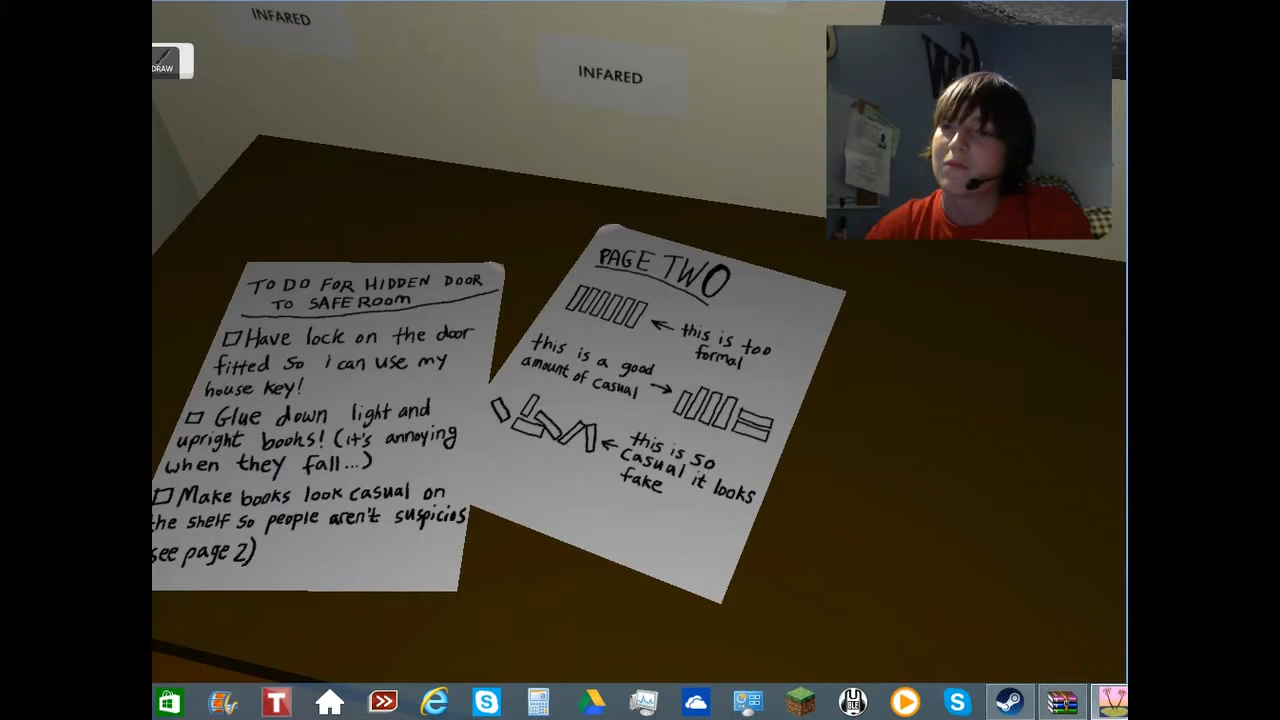 INFARED
INFARED
DRAW
TO DO FOR HIDDEN DOOR
TO SAFE ROOM
Have lock on the door
fitted so i can use my
house key!
Glue down light and
upright books! (it's annoying
when they fall...)
Make books look casual on
the shelf so people aren't suspicios
see page 2)
PAGE TWO
this is too
formal
this is a good
amount of casual
this is so
casual it looks
fake